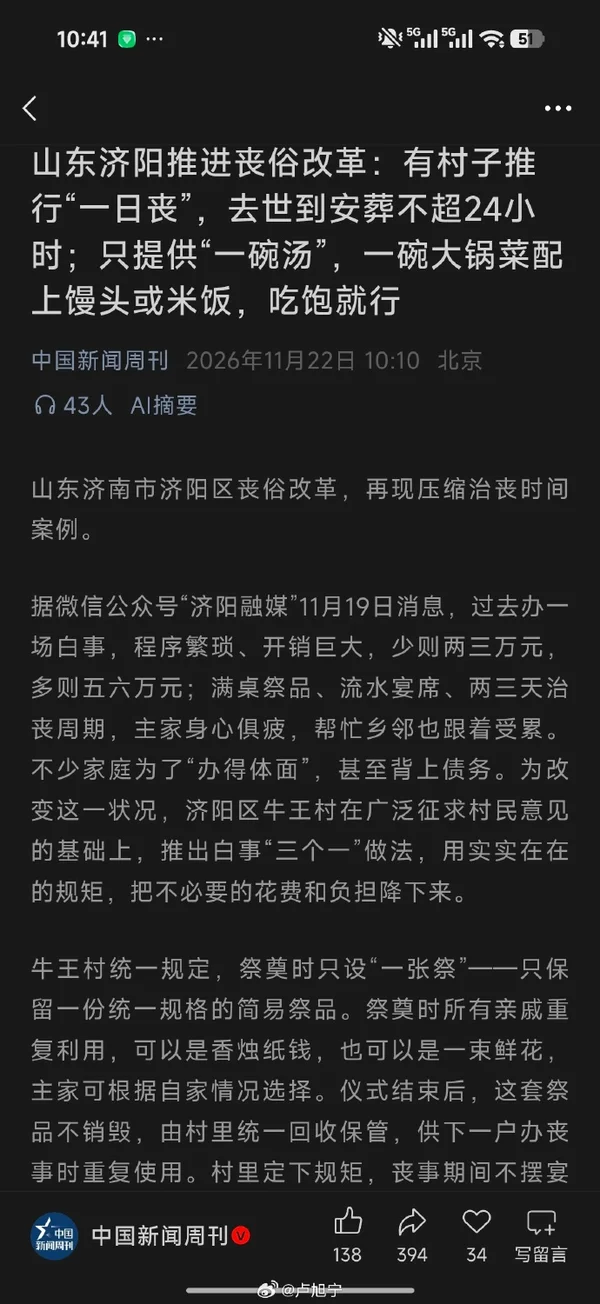 10:41
5G 5G 51
山东济阳推进丧俗改革：有村子推
行“一日丧”，去世到安葬不超24小
时；只提供“一碗汤”，一碗大锅菜配
上馒头或米饭，吃饱就行
中国新闻周刊 2026年11月22日 10:10 北京
43人 AI摘要
山东济南市济阳区丧俗改革，再现压缩治丧时间
案例。
据微信公众号“济阳融媒”11月19日消息，过去办一
场白事，程序繁琐、开销巨大，少则两三万元，
多则五六万元；满桌祭品、流水宴席、两三天治
丧周期，主家身心俱疲，帮忙乡邻也跟着受累。
不少家庭为了“办得体面”，甚至背上债务。为改
变这一状况，济阳区牛王村在广泛征求村民意见
的基础上，推出白事“三个一”做法，用实实在在
的规矩，把不必要的花费和负担降下来。
牛王村统一规定，祭奠时只设“一张祭”——只保
留一份统一规格的简易祭品。祭奠时所有亲戚重
复利用，可以是香烛纸钱，也可以是一束鲜花，
主家可根据自家情况选择。仪式结束后，这套祭
品不销毁，由村里统一回收保管，供下一户办丧
事时重复使用。村里定下规矩，丧事期间不摆宴
中国新闻周刊
中国新闻周刊
138 394 34 写留言
@卢旭宁